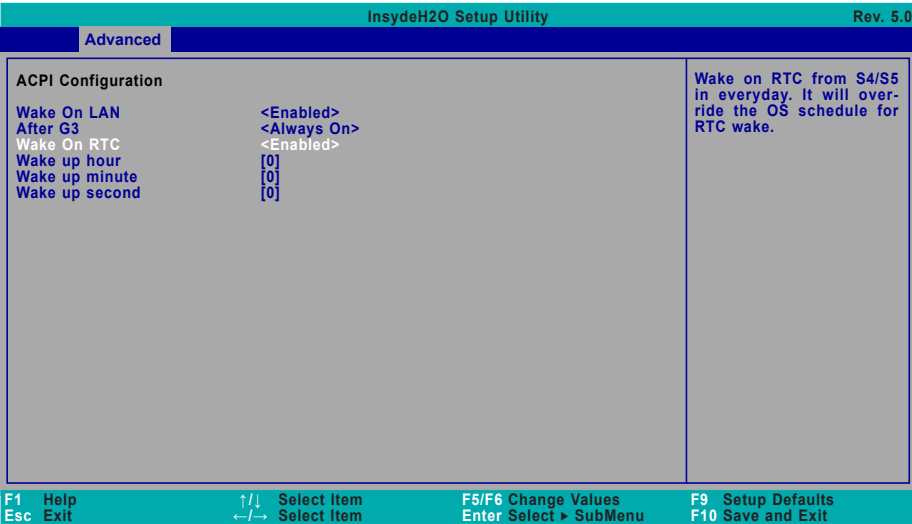 InsydeH2O Setup Utility Rev. 5.0
Advanced
ACPI Configuration
Wake On LAN <Enabled>
After G3 <Always On>
Wake On RTC <Enabled>
Wake up hour [0]
Wake up minute [0]
Wake up second [0]
Wake on RTC from S4/S5
in everyday. It will over-
ride the OS schedule for
RTC wake.
F1 Help ↑/↓ Select Item F5/F6 Change Values F9 Setup Defaults
Esc Exit ←/→ Select Item Enter Select ▶ SubMenu F10 Save and Exit